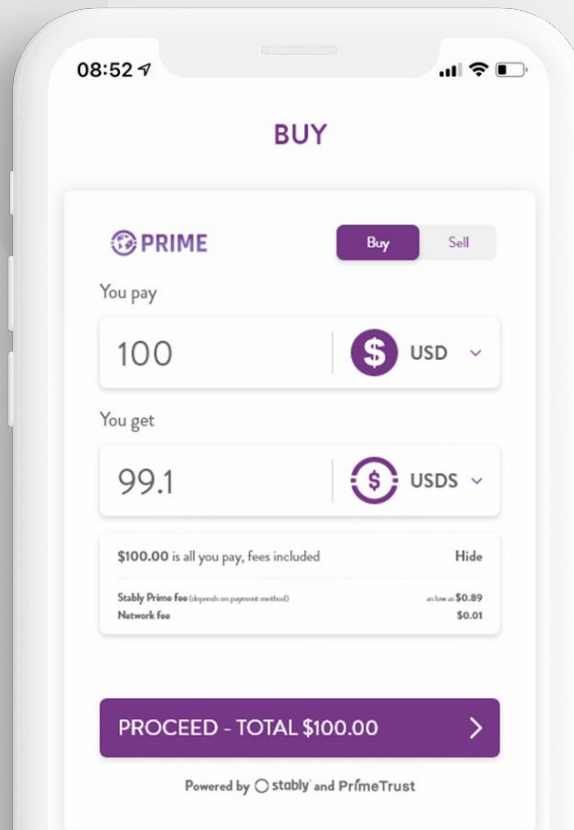 08:52
BUY
PRIME
Buy Sell
You pay
100 USD
You get
99.1 USDS
$100.00 is all you pay, fees included Hide
Stably Prime fee (depends on payment method) as low as $0.89
Network fee $0.01
PROCEED - TOTAL $100.00
Powered by stably and PrimeTrust